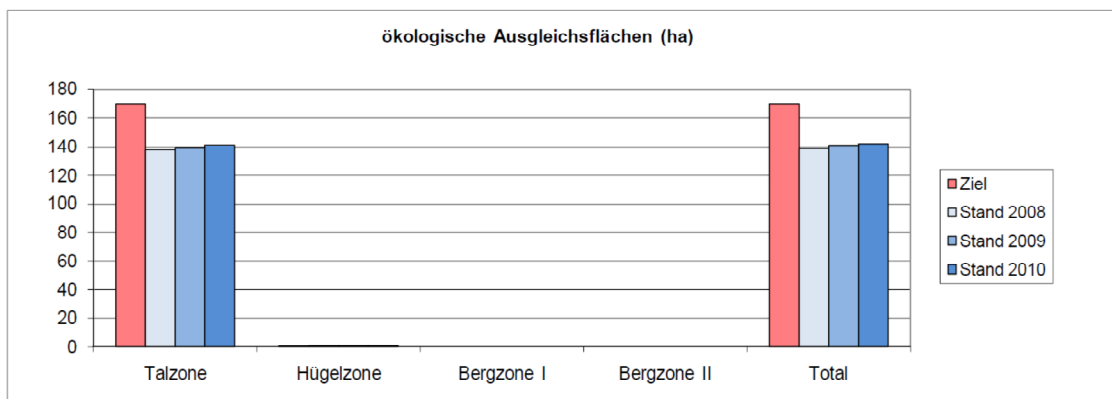 ökologische Ausgleichsflächen (ha)
180
160
140
120
100
80
60
40
20
0
Talzone Hügelzone Bergzone I Bergzone II Total
Ziel
Stand 2008
Stand 2009
Stand 2010